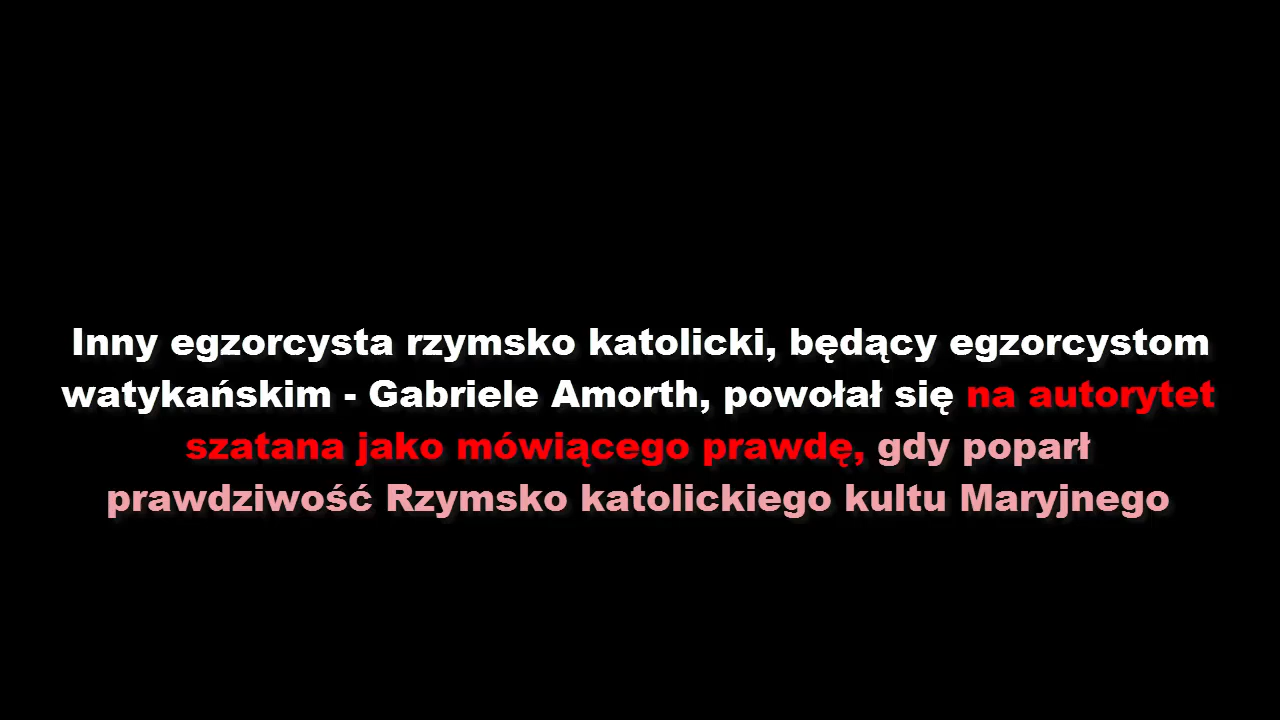 Inny egzorcysta rzymsko katolicki, będący egzorcystom
watykańskim - Gabriele Amorth, powołał się na autorytet
szatana jako mówiącego prawdę, gdy poparł
prawdziwość Rzymsko katolickiego kultu Maryjnego